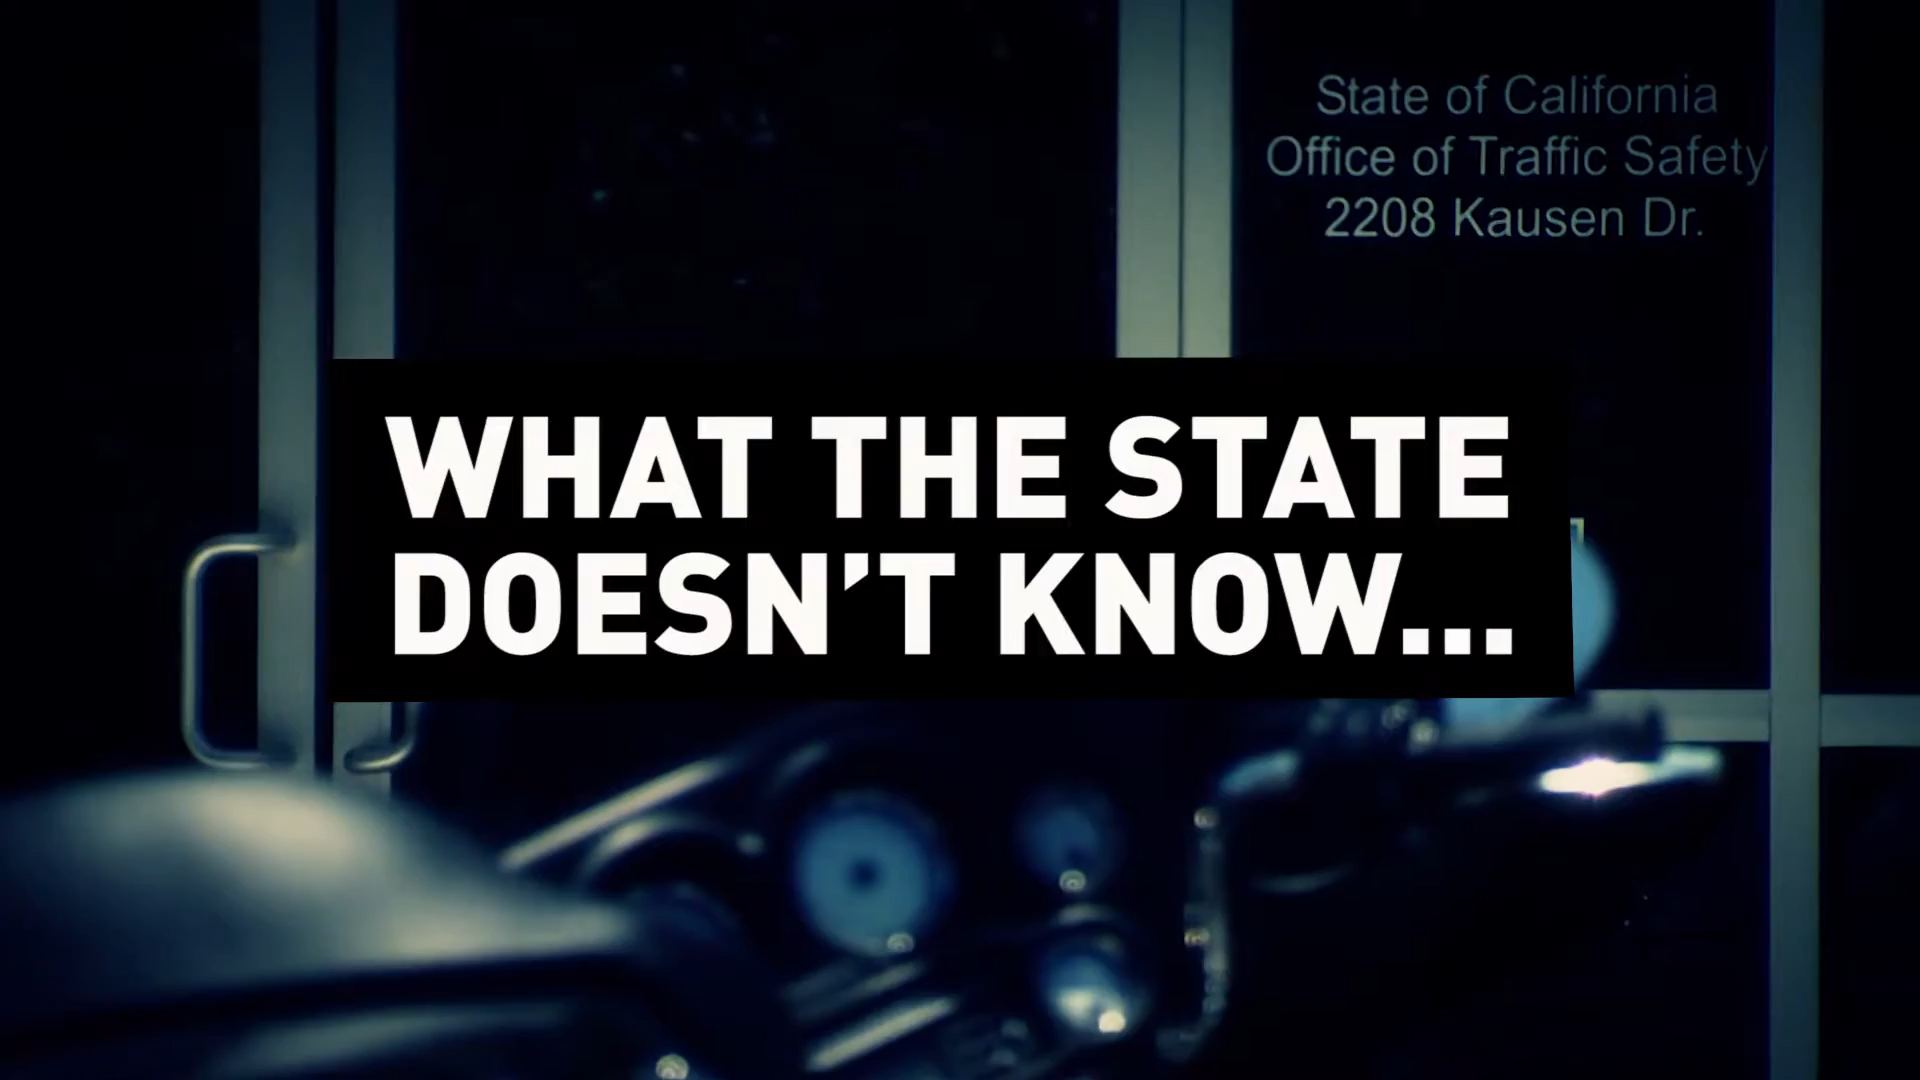 State of California
Office of Traffic Safety
2208 Kausen Dr.
WHAT THE STATE
DOESN'T KNOW...